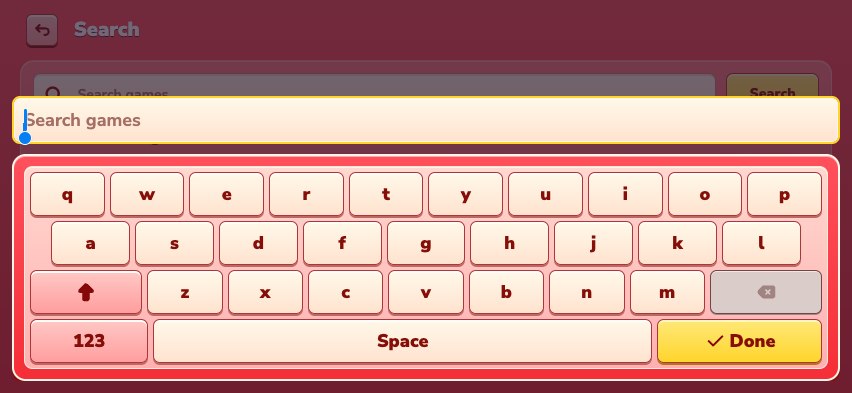 Search
Search games
Search
Search games
q w e r t y u i o p
a s d f g h j k l
z x c v b n m
123 Space Done